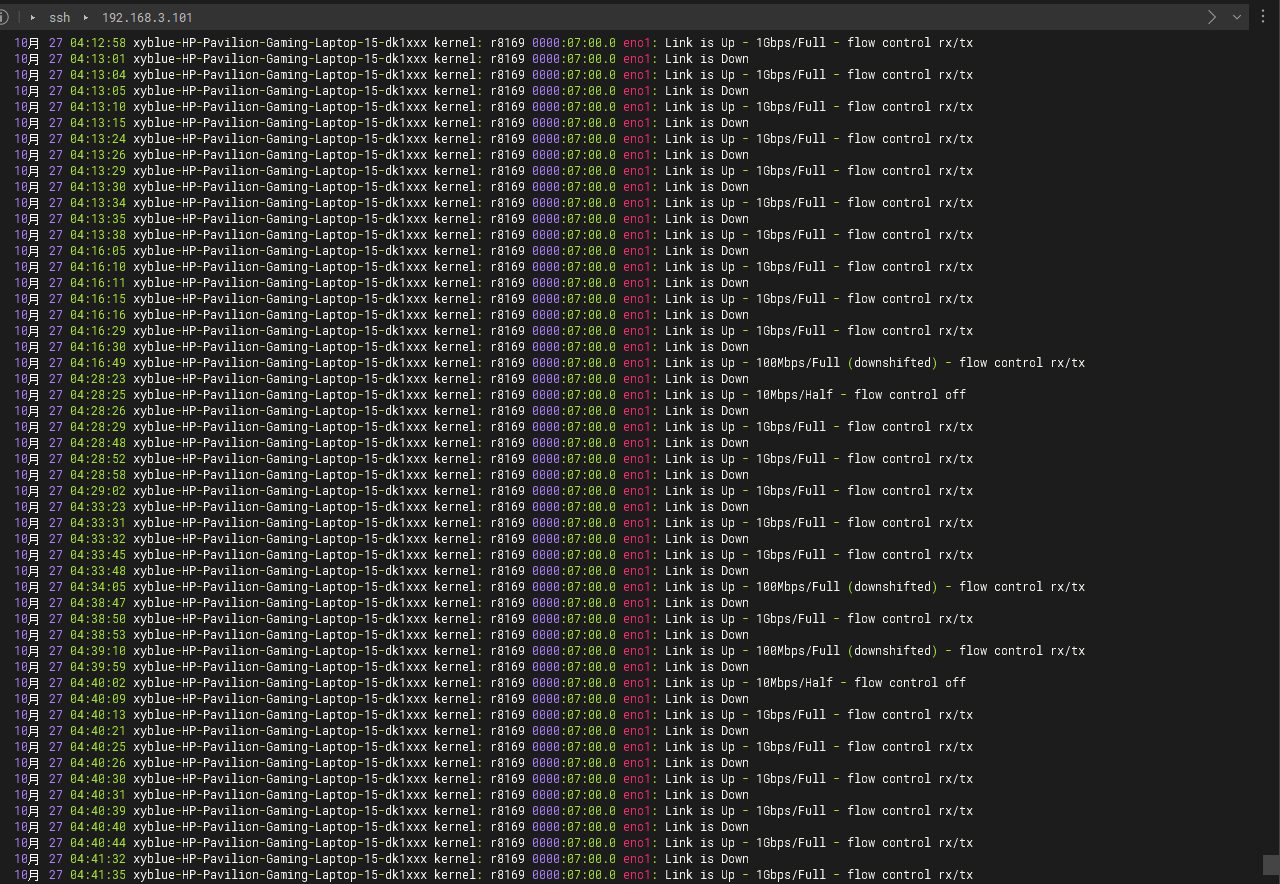 ssh 192.168.3.101
10月 27 04:12:58 xyblue-HP-Pavilion-Gaming-Laptop-15-dk1xxx kernel: r8169 0000:07:00.0 eno1: Link is Up - 1Gbps/Full - flow control rx/tx
10月 27 04:13:01 xyblue-HP-Pavilion-Gaming-Laptop-15-dk1xxx kernel: r8169 0000:07:00.0 eno1: Link is Down
10月 27 04:13:04 xyblue-HP-Pavilion-Gaming-Laptop-15-dk1xxx kernel: r8169 0000:07:00.0 eno1: Link is Up - 1Gbps/Full - flow control rx/tx
10月 27 04:13:05 xyblue-HP-Pavilion-Gaming-Laptop-15-dk1xxx kernel: r8169 0000:07:00.0 eno1: Link is Down
10月 27 04:13:10 xyblue-HP-Pavilion-Gaming-Laptop-15-dk1xxx kernel: r8169 0000:07:00.0 eno1: Link is Up - 1Gbps/Full - flow control rx/tx
10月 27 04:13:15 xyblue-HP-Pavilion-Gaming-Laptop-15-dk1xxx kernel: r8169 0000:07:00.0 eno1: Link is Down
10月 27 04:13:24 xyblue-HP-Pavilion-Gaming-Laptop-15-dk1xxx kernel: r8169 0000:07:00.0 eno1: Link is Up - 1Gbps/Full - flow control rx/tx
10月 27 04:13:26 xyblue-HP-Pavilion-Gaming-Laptop-15-dk1xxx kernel: r8169 0000:07:00.0 eno1: Link is Down
10月 27 04:13:29 xyblue-HP-Pavilion-Gaming-Laptop-15-dk1xxx kernel: r8169 0000:07:00.0 eno1: Link is Up - 1Gbps/Full - flow control rx/tx
10月 27 04:13:30 xyblue-HP-Pavilion-Gaming-Laptop-15-dk1xxx kernel: r8169 0000:07:00.0 eno1: Link is Down
10月 27 04:13:34 xyblue-HP-Pavilion-Gaming-Laptop-15-dk1xxx kernel: r8169 0000:07:00.0 eno1: Link is Up - 1Gbps/Full - flow control rx/tx
10月 27 04:13:35 xyblue-HP-Pavilion-Gaming-Laptop-15-dk1xxx kernel: r8169 0000:07:00.0 eno1: Link is Down
10月 27 04:13:38 xyblue-HP-Pavilion-Gaming-Laptop-15-dk1xxx kernel: r8169 0000:07:00.0 eno1: Link is Up - 1Gbps/Full - flow control rx/tx
10月 27 04:16:05 xyblue-HP-Pavilion-Gaming-Laptop-15-dk1xxx kernel: r8169 0000:07:00.0 eno1: Link is Down
10月 27 04:16:10 xyblue-HP-Pavilion-Gaming-Laptop-15-dk1xxx kernel: r8169 0000:07:00.0 eno1: Link is Up - 1Gbps/Full - flow control rx/tx
10月 27 04:16:11 xyblue-HP-Pavilion-Gaming-Laptop-15-dk1xxx kernel: r8169 0000:07:00.0 eno1: Link is Down
10月 27 04:16:15 xyblue-HP-Pavilion-Gaming-Laptop-15-dk1xxx kernel: r8169 0000:07:00.0 eno1: Link is Up - 1Gbps/Full - flow control rx/tx
10月 27 04:16:16 xyblue-HP-Pavilion-Gaming-Laptop-15-dk1xxx kernel: r8169 0000:07:00.0 eno1: Link is Down
10月 27 04:16:29 xyblue-HP-Pavilion-Gaming-Laptop-15-dk1xxx kernel: r8169 0000:07:00.0 eno1: Link is Up - 1Gbps/Full - flow control rx/tx
10月 27 04:16:30 xyblue-HP-Pavilion-Gaming-Laptop-15-dk1xxx kernel: r8169 0000:07:00.0 eno1: Link is Down
10月 27 04:16:49 xyblue-HP-Pavilion-Gaming-Laptop-15-dk1xxx kernel: r8169 0000:07:00.0 eno1: Link is Up - 100Mbps/Full (downshifted) - flow control rx/tx
10月 27 04:28:23 xyblue-HP-Pavilion-Gaming-Laptop-15-dk1xxx kernel: r8169 0000:07:00.0 eno1: Link is Down
10月 27 04:28:25 xyblue-HP-Pavilion-Gaming-Laptop-15-dk1xxx kernel: r8169 0000:07:00.0 eno1: Link is Up - 10Mbps/Half - flow control off
10月 27 04:28:26 xyblue-HP-Pavilion-Gaming-Laptop-15-dk1xxx kernel: r8169 0000:07:00.0 eno1: Link is Down
10月 27 04:28:29 xyblue-HP-Pavilion-Gaming-Laptop-15-dk1xxx kernel: r8169 0000:07:00.0 eno1: Link is Up - 1Gbps/Full - flow control rx/tx
10月 27 04:28:48 xyblue-HP-Pavilion-Gaming-Laptop-15-dk1xxx kernel: r8169 0000:07:00.0 eno1: Link is Down
10月 27 04:28:52 xyblue-HP-Pavilion-Gaming-Laptop-15-dk1xxx kernel: r8169 0000:07:00.0 eno1: Link is Up - 1Gbps/Full - flow control rx/tx
10月 27 04:28:58 xyblue-HP-Pavilion-Gaming-Laptop-15-dk1xxx kernel: r8169 0000:07:00.0 eno1: Link is Down
10月 27 04:29:02 xyblue-HP-Pavilion-Gaming-Laptop-15-dk1xxx kernel: r8169 0000:07:00.0 eno1: Link is Up - 1Gbps/Full - flow control rx/tx
10月 27 04:33:23 xyblue-HP-Pavilion-Gaming-Laptop-15-dk1xxx kernel: r8169 0000:07:00.0 eno1: Link is Down
10月 27 04:33:31 xyblue-HP-Pavilion-Gaming-Laptop-15-dk1xxx kernel: r8169 0000:07:00.0 eno1: Link is Up - 1Gbps/Full - flow control rx/tx
10月 27 04:33:32 xyblue-HP-Pavilion-Gaming-Laptop-15-dk1xxx kernel: r8169 0000:07:00.0 eno1: Link is Down
10月 27 04:33:45 xyblue-HP-Pavilion-Gaming-Laptop-15-dk1xxx kernel: r8169 0000:07:00.0 eno1: Link is Up - 1Gbps/Full - flow control rx/tx
10月 27 04:33:48 xyblue-HP-Pavilion-Gaming-Laptop-15-dk1xxx kernel: r8169 0000:07:00.0 eno1: Link is Down
10月 27 04:34:05 xyblue-HP-Pavilion-Gaming-Laptop-15-dk1xxx kernel: r8169 0000:07:00.0 eno1: Link is Up - 100Mbps/Full (downshifted) - flow control rx/tx
10月 27 04:38:47 xyblue-HP-Pavilion-Gaming-Laptop-15-dk1xxx kernel: r8169 0000:07:00.0 eno1: Link is Down
10月 27 04:38:50 xyblue-HP-Pavilion-Gaming-Laptop-15-dk1xxx kernel: r8169 0000:07:00.0 eno1: Link is Up - 1Gbps/Full - flow control rx/tx
10月 27 04:38:53 xyblue-HP-Pavilion-Gaming-Laptop-15-dk1xxx kernel: r8169 0000:07:00.0 eno1: Link is Down
10月 27 04:39:10 xyblue-HP-Pavilion-Gaming-Laptop-15-dk1xxx kernel: r8169 0000:07:00.0 eno1: Link is Up - 100Mbps/Full (downshifted) - flow control rx/tx
10月 27 04:39:59 xyblue-HP-Pavilion-Gaming-Laptop-15-dk1xxx kernel: r8169 0000:07:00.0 eno1: Link is Down
10月 27 04:40:02 xyblue-HP-Pavilion-Gaming-Laptop-15-dk1xxx kernel: r8169 0000:07:00.0 eno1: Link is Up - 10Mbps/Half - flow control off
10月 27 04:40:09 xyblue-HP-Pavilion-Gaming-Laptop-15-dk1xxx kernel: r8169 0000:07:00.0 eno1: Link is Down
10月 27 04:40:13 xyblue-HP-Pavilion-Gaming-Laptop-15-dk1xxx kernel: r8169 0000:07:00.0 eno1: Link is Up - 1Gbps/Full - flow control rx/tx
10月 27 04:40:21 xyblue-HP-Pavilion-Gaming-Laptop-15-dk1xxx kernel: r8169 0000:07:00.0 eno1: Link is Down
10月 27 04:40:25 xyblue-HP-Pavilion-Gaming-Laptop-15-dk1xxx kernel: r8169 0000:07:00.0 eno1: Link is Up - 1Gbps/Full - flow control rx/tx
10月 27 04:40:26 xyblue-HP-Pavilion-Gaming-Laptop-15-dk1xxx kernel: r8169 0000:07:00.0 eno1: Link is Down
10月 27 04:40:30 xyblue-HP-Pavilion-Gaming-Laptop-15-dk1xxx kernel: r8169 0000:07:00.0 eno1: Link is Up - 1Gbps/Full - flow control rx/tx
10月 27 04:40:31 xyblue-HP-Pavilion-Gaming-Laptop-15-dk1xxx kernel: r8169 0000:07:00.0 eno1: Link is Down
10月 27 04:40:39 xyblue-HP-Pavilion-Gaming-Laptop-15-dk1xxx kernel: r8169 0000:07:00.0 eno1: Link is Up - 1Gbps/Full - flow control rx/tx
10月 27 04:40:40 xyblue-HP-Pavilion-Gaming-Laptop-15-dk1xxx kernel: r8169 0000:07:00.0 eno1: Link is Down
10月 27 04:40:44 xyblue-HP-Pavilion-Gaming-Laptop-15-dk1xxx kernel: r8169 0000:07:00.0 eno1: Link is Up - 1Gbps/Full - flow control rx/tx
10月 27 04:41:32 xyblue-HP-Pavilion-Gaming-Laptop-15-dk1xxx kernel: r8169 0000:07:00.0 eno1: Link is Down
10月 27 04:41:35 xyblue-HP-Pavilion-Gaming-Laptop-15-dk1xxx kernel: r8169 0000:07:00.0 eno1: Link is Up - 1Gbps/Full - flow control rx/tx